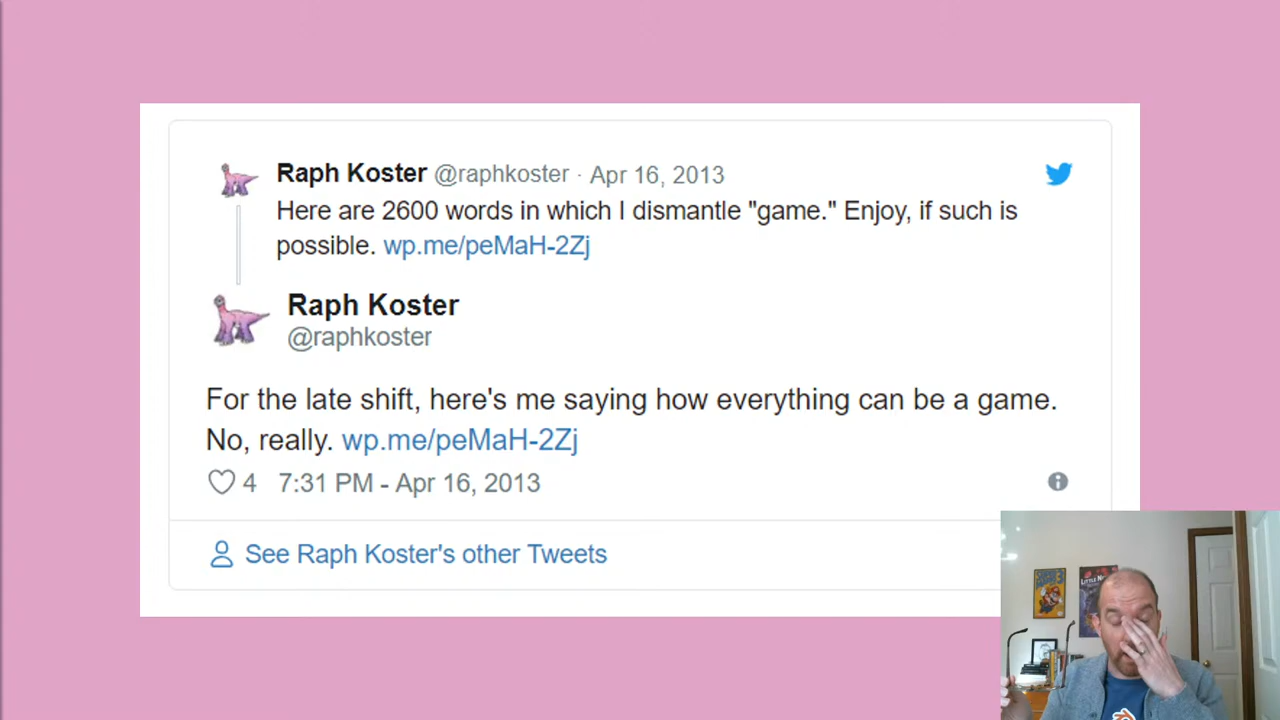 Raph Koster @raphkoster · Apr 16, 2013
Here are 2600 words in which I dismantle "game." Enjoy, if such is
possible. wp.me/peMaH-2Zj
Raph Koster
@raphkoster
For the late shift, here's me saying how everything can be a game.
No, really. wp.me/peMaH-2Zj
4 7:31 PM - Apr 16, 2013
See Raph Koster's other Tweets